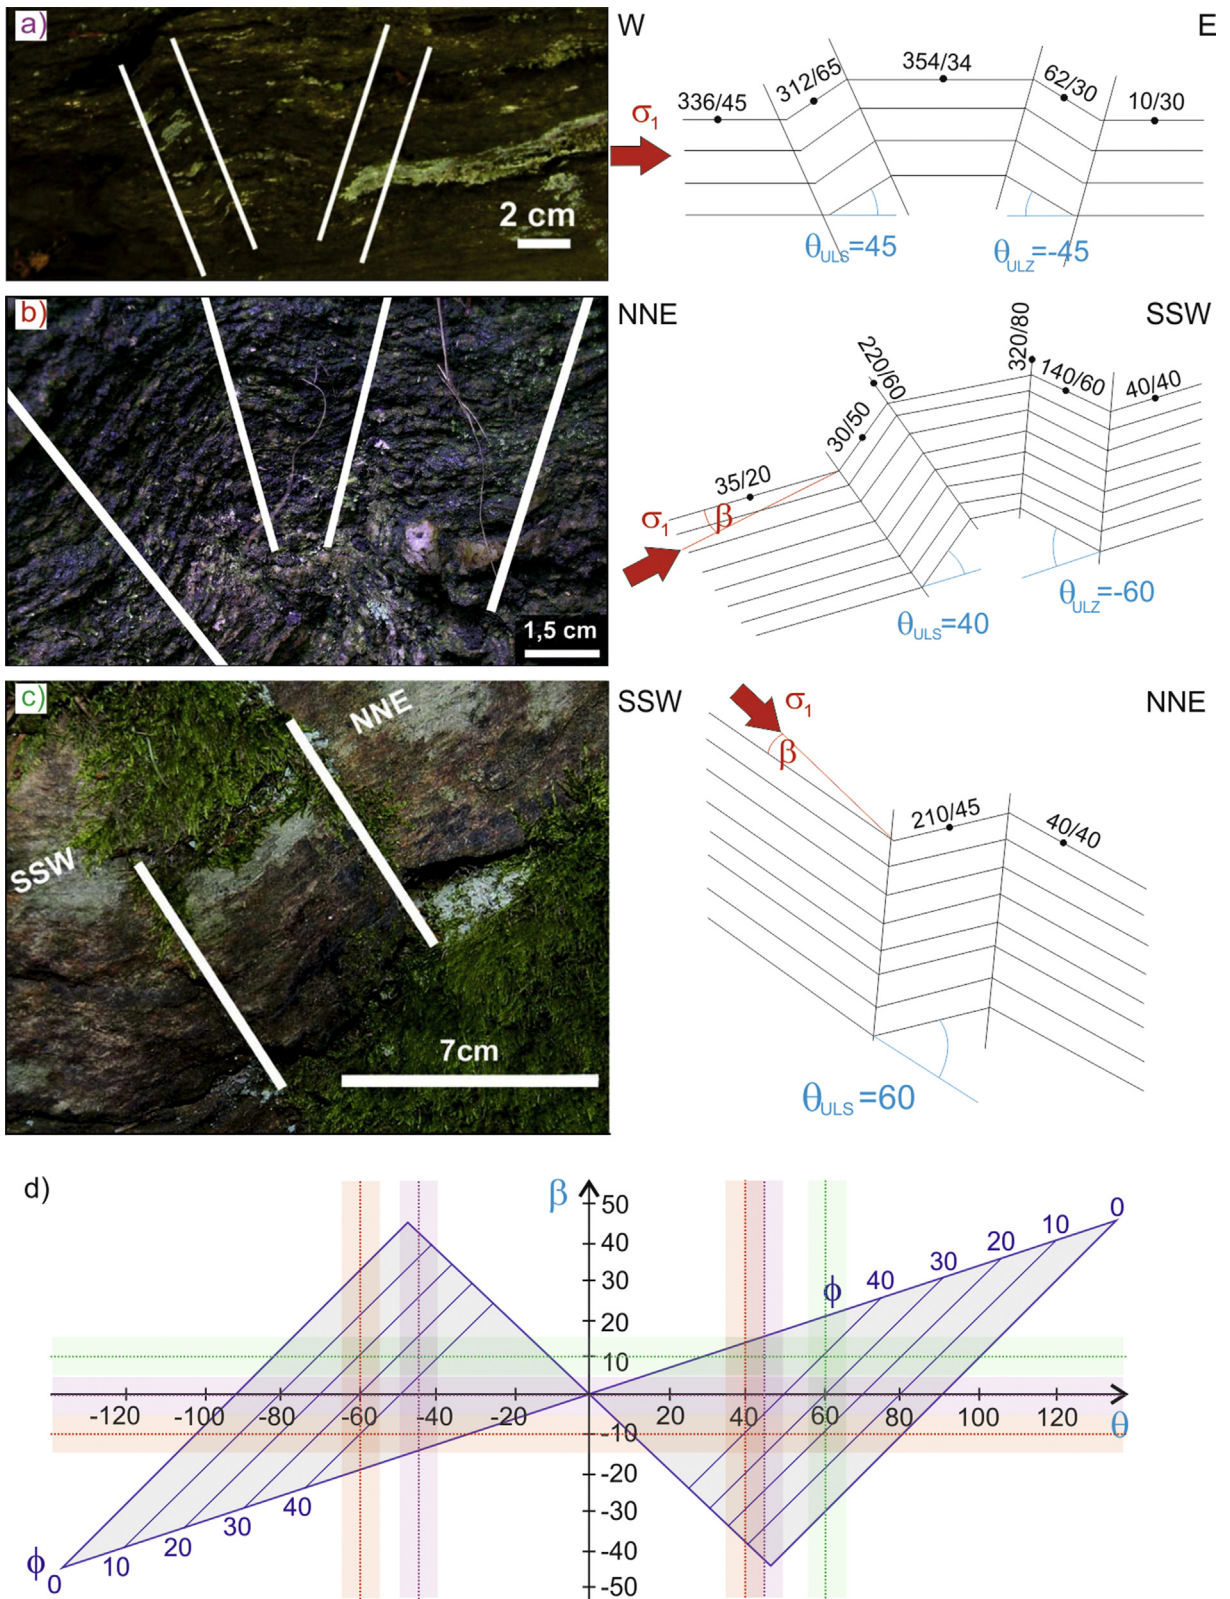 a)
2 cm
W
E
σ1
336/45
312/65
354/34
62/30
10/30
θULS=45
θULZ=-45
b)
1,5 cm
NNE
SSW
σ1
β
35/20
30/50
220/60
320/80
140/60
40/40
θULS=40
θULZ=-60
c)
NNE
SSW
7cm
SSW
NNE
σ1
β
210/45
40/40
θULS=60
d)
β
50
40
30
20
10
-10
-20
-30
-40
-50
-120 -100 -80 -60 -40 -20 20 40 60 80 100 120
θ
ϕ 40 30 20 10 0
ϕ 0 10 20 30 40